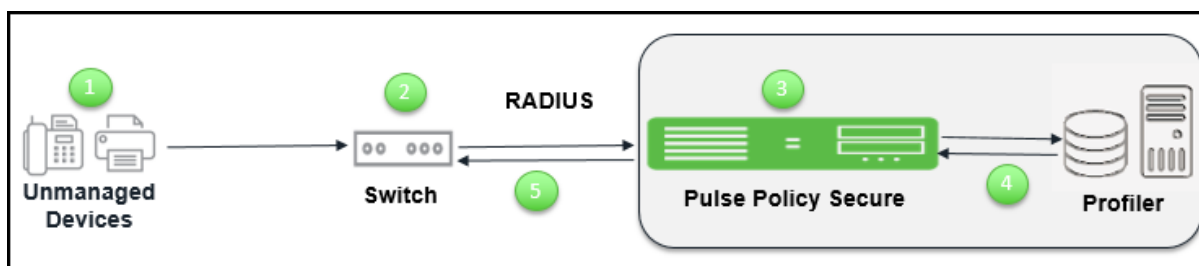 1
2
3
RADIUS
=
5
4
Unmanaged
Devices
Switch
Pulse Policy Secure
Profiler